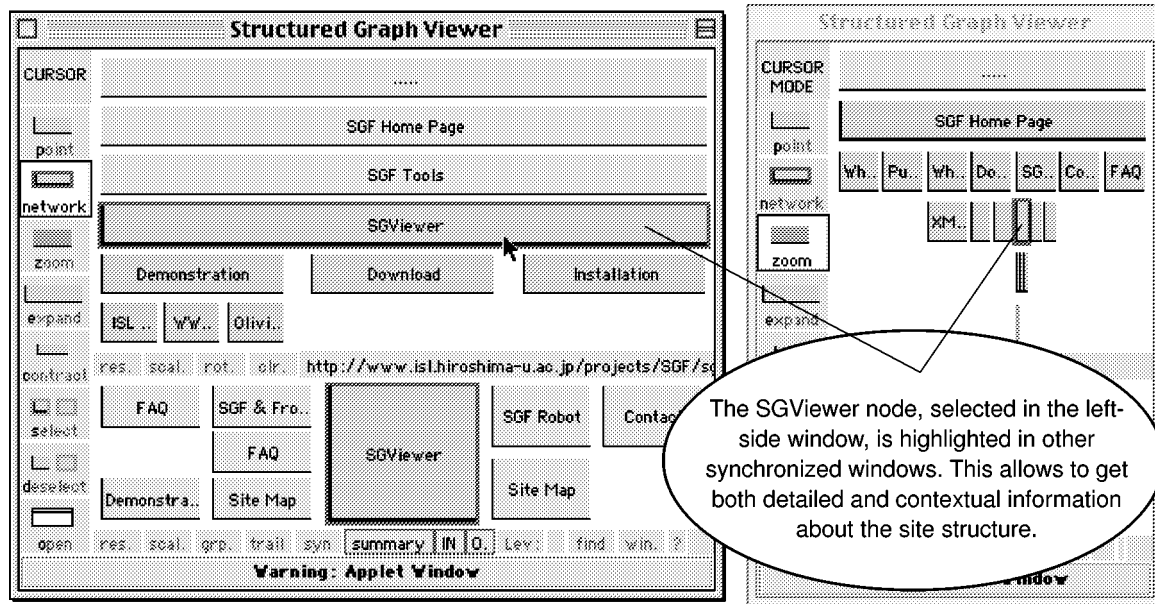 Structured Graph Viewer
CURSOR
.....
SGF Home Page
point
SGF Tools
network
SGViewer
zoom
Demonstration Download Installation
expand
ISL .. WW.. Olivi..
contract
res. scal. rot. clr. http://www.isl.hiroshima-u.ac.jp/projects/SGF/
FAQ SGF & Fro.. SGF Robot Contac
select
FAQ SGViewer
deselect
Demonstra.. Site Map Site Map
open
res. scal. grp. trail syn summary IN O. Lev: find win. ?
Warning: Applet Window
Structured Graph Viewer
CURSOR
MODE
.....
SGF Home Page
point
Wh.. Pu.. Wh.. Do.. SG.. Co.. FAQ
network
XM..
zoom
expand
The SGViewer node, selected in the left-
side window, is highlighted in other
synchronized windows. This allows to get
both detailed and contextual information
about the site structure.
indow